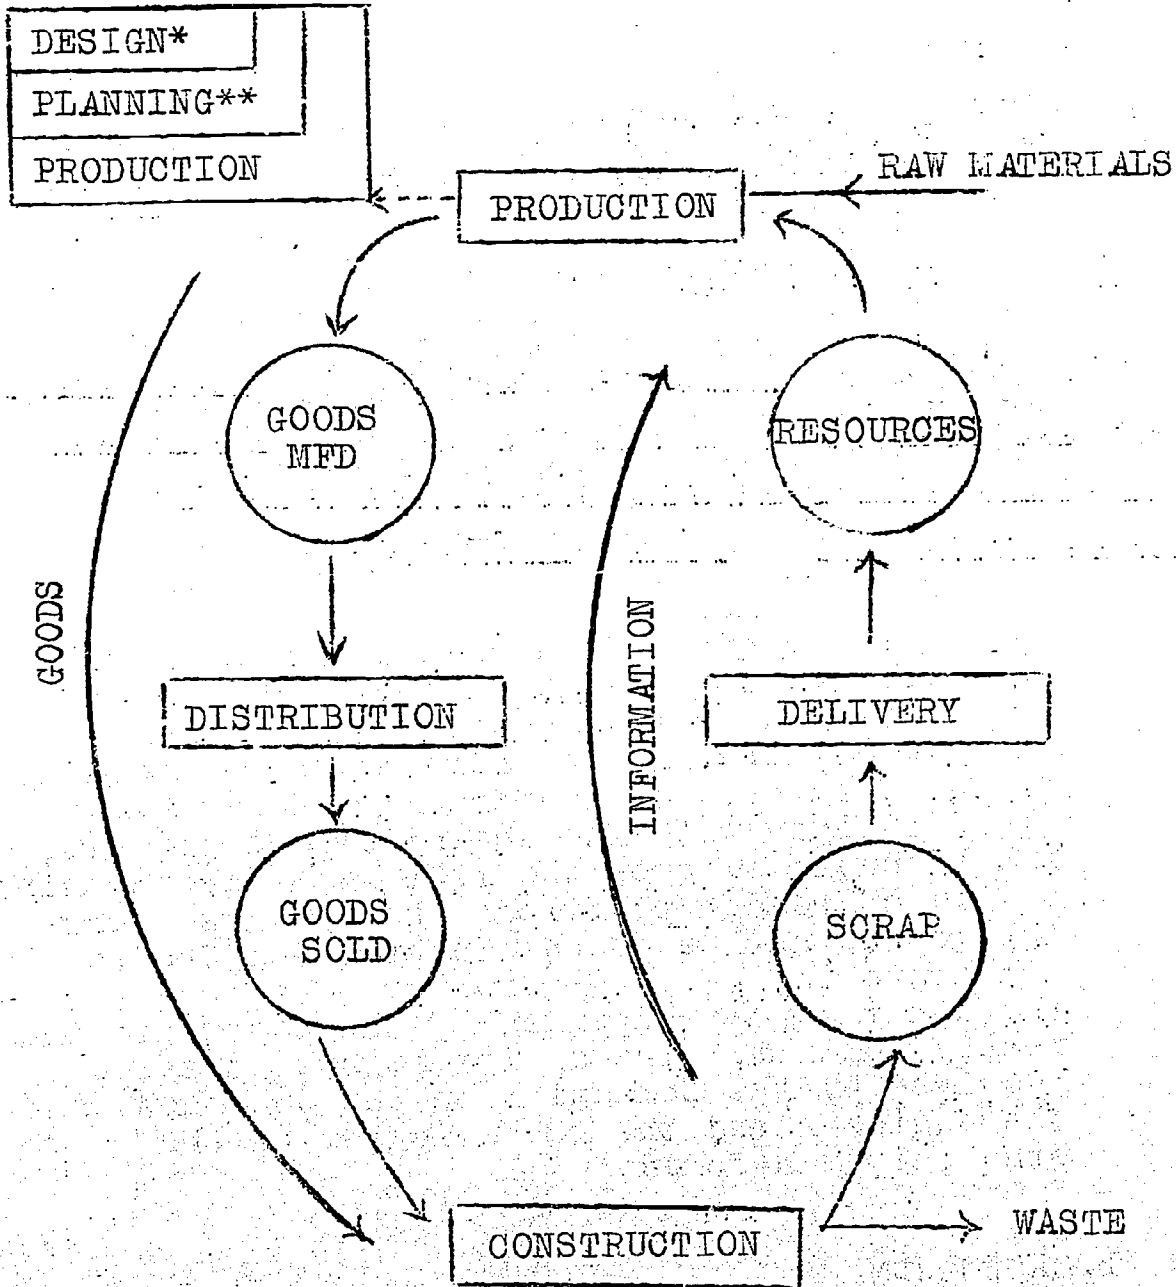 DESIGN*
PLANNING**
PRODUCTION
RAW MATERIALS
PRODUCTION
GOODS
MFD
RESOURCES
GOODS
INFORMATION
DISTRIBUTION
DELIVERY
GOODS
SOLD
SCRAP
WASTE
CONSTRUCTION